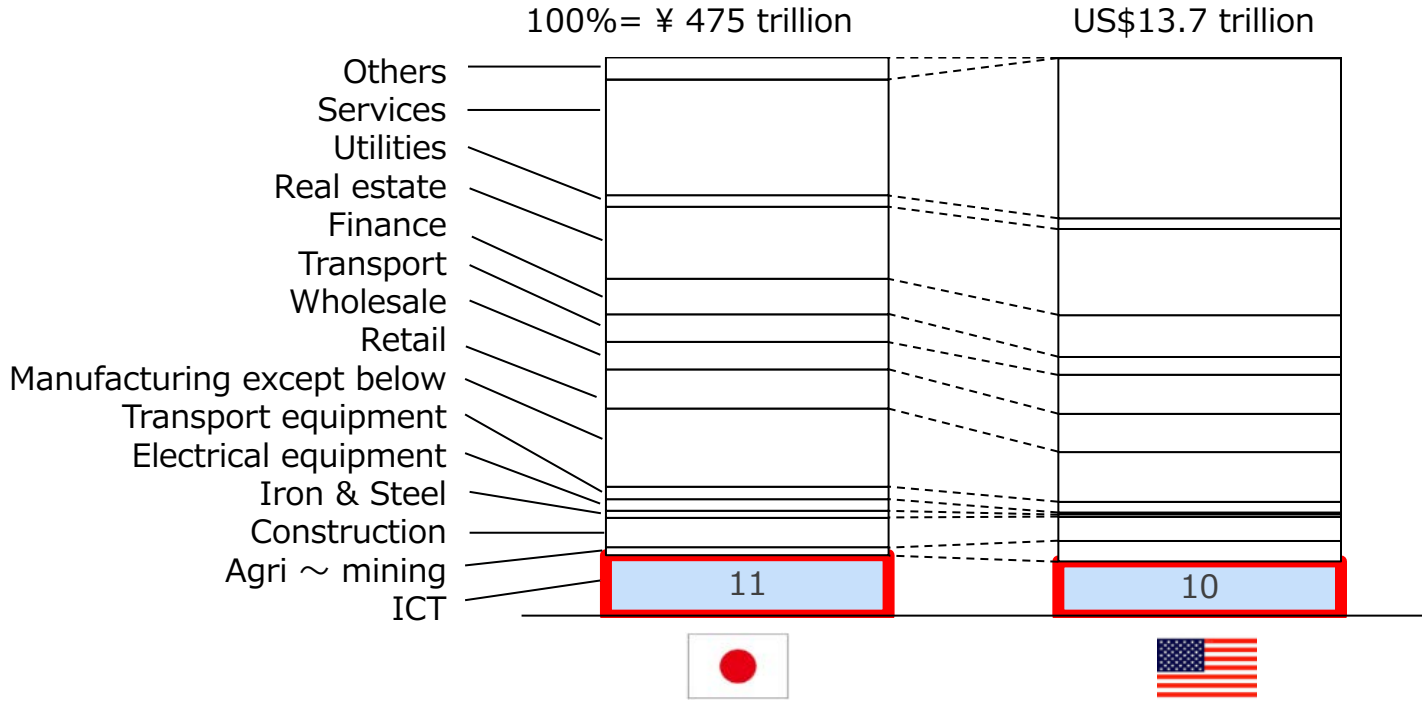 100%= ¥ 475 trillion
US$13.7 trillion
Others
Services
Utilities
Real estate
Finance
Transport
Wholesale
Retail
Manufacturing except below
Transport equipment
Electrical equipment
Iron & Steel
Construction
Agri ～ mining
ICT
11
10